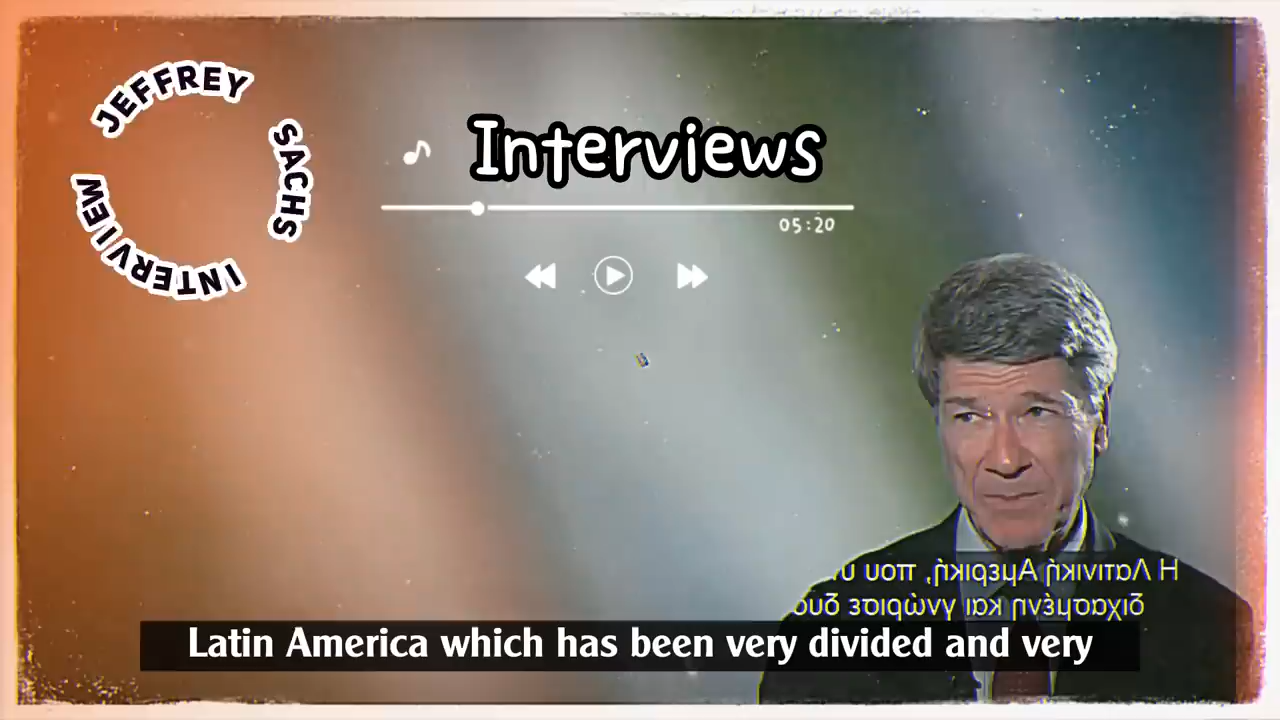 JEFFREY SACHS INTERVIEW
Interviews
05:20
Η Λατινική Αμερική, που
διχασμένη και γνώρισε
Latin America which has been very divided and very